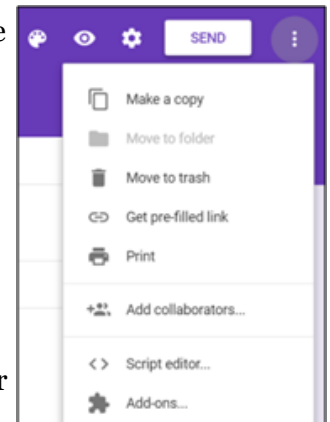 e
SEND
Make a copy
Move to folder
Move to trash
Get pre-filled link
Print
Add collaborators...
Script editor...
r
Add-ons...